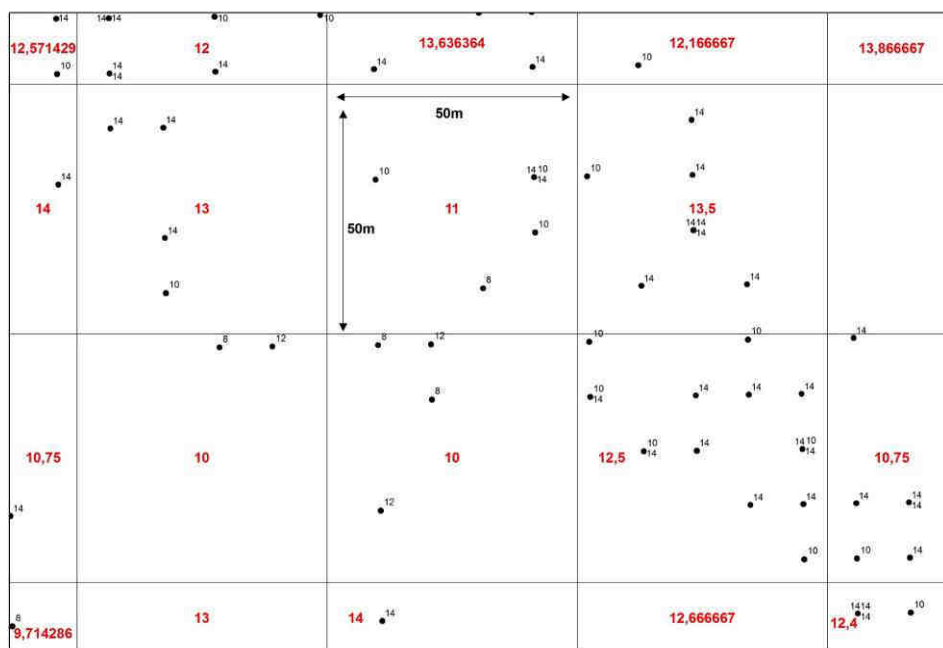 14 14 14 10 10
12,571429 12 13,636364 12,166667 13,866667
10 14 14 14 14 14 10
50m
14 14 14
14 10 14 10 10 14
14 13 11 13,5
50m
14 10 14 14 14
10 8 14 14
8 12 8 12 10 10 14
8 10 14 14 14 14
10 14 14 14 10 14
10,75 10 10 12,5 10,75
14 12 14 14 14 14 14
10 10 14
8 14 14 14 14 10
9,714286 13 14 12,666667 12,4